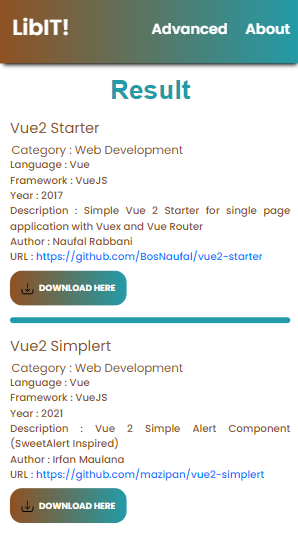 LibIT! Advanced About
Result
Vue2 Starter
Category : Web Development
Language : Vue
Framework : VueJS
Year : 2017
Description : Simple Vue 2 Starter for single page
application with Vuex and Vue Router
Author : Naufal Rabbani
URL : https://github.com/BosNaufal/vue2-starter
DOWNLOAD HERE
Vue2 Simplert
Category : Web Development
Language : Vue
Framework : VueJS
Year : 2021
Description : Vue 2 Simple Alert Component
(SweetAlert Inspired)
Author : Irfan Maulana
URL : https://github.com/mazipan/vue2-simplert
DOWNLOAD HERE